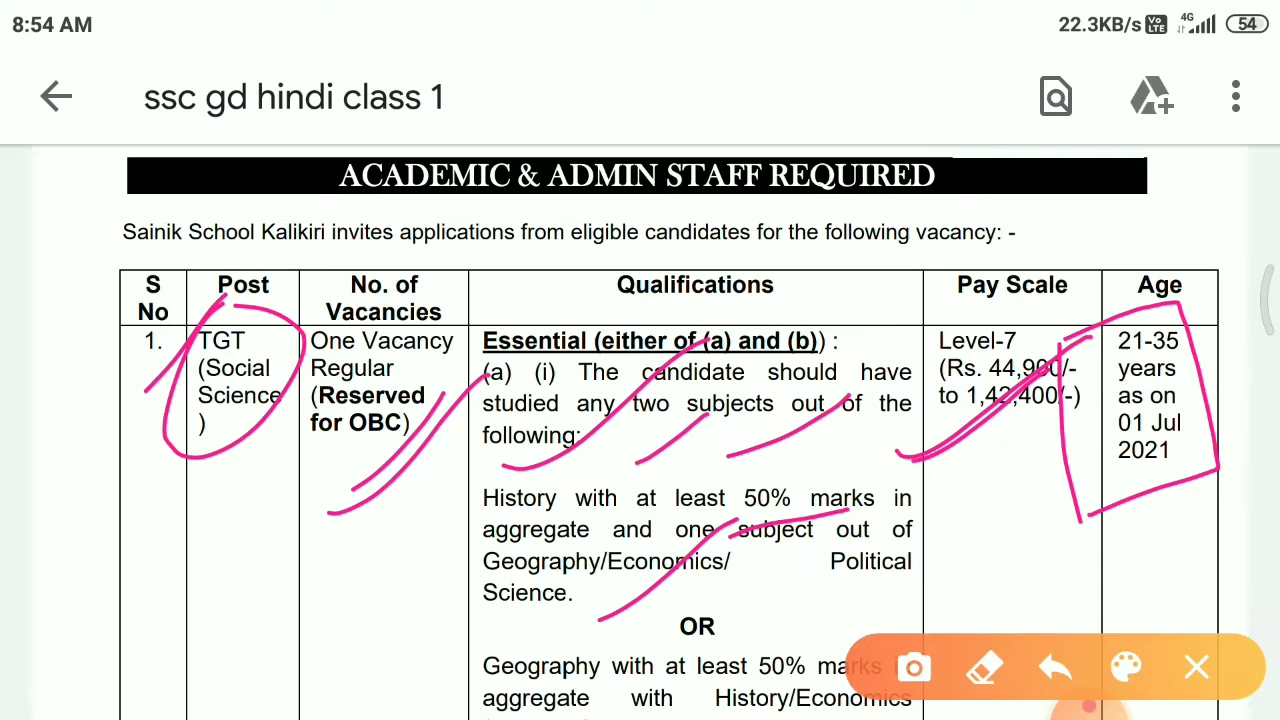 8:54 AM
22.3KB/s Vo LTE 4G 54
ssc gd hindi class 1
ACADEMIC & ADMIN STAFF REQUIRED
Sainik School Kalikiri invites applications from eligible candidates for the following vacancy: -
S No Post No. of Vacancies Qualifications Pay Scale Age
1.
TGT
(Social
Science
)
One Vacancy
Regular
(Reserved
for OBC)
Essential (either of (a) and (b)) :
(a) (i) The candidate should have
studied any two subjects out of the
following:
History with at least 50% marks in
aggregate and one subject out of
Geography/Economics/ Political
Science.
OR
Geography with at least 50% marks
aggregate with History/Economics
Level-7
(Rs. 44,900/-
to 1,42,400/-)
21-35
years
as on
01 Jul
2021